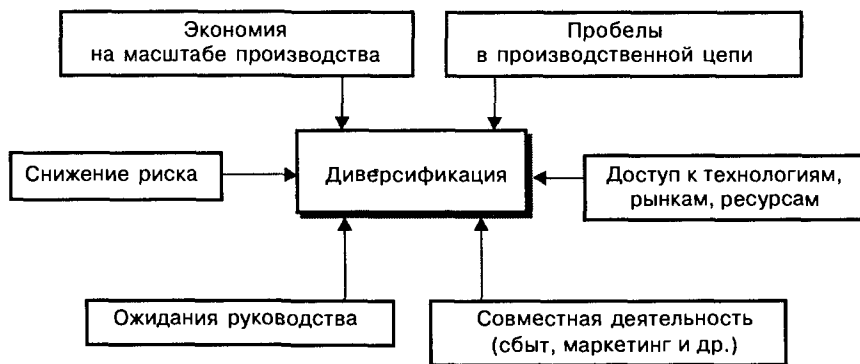 Экономия
на масштабе производства
Пробелы
в производственной цепи
Снижение риска
Диверсификация
Доступ к технологиям,
рынкам, ресурсам
Ожидания руководства
Совместная деятельность
(сбыт, маркетинг и др.)